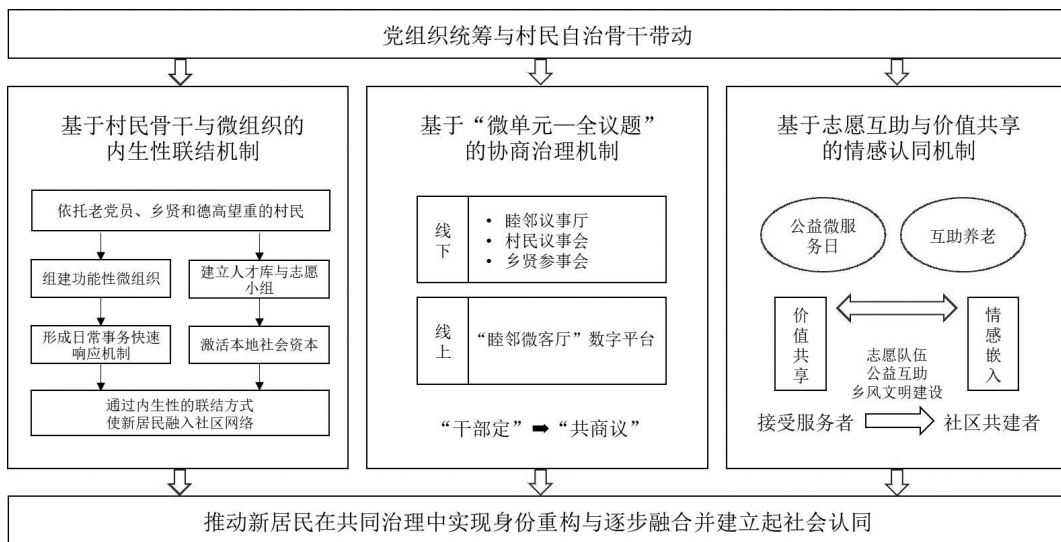 党组织统筹与村民自治骨干带动
基于村民骨干与微组织的
内生性联结机制
依托老党员、乡贤和德高望重的村民
组建功能性微组织
建立人才库与志愿
小组
形成日常事务快速
响应机制
激活本地社会资本
通过内生性的联结方式
使新居民融入社区网络
基于“微单元—全议题”
的协商治理机制
线
下
• 睦邻议事厅
• 村民议事会
• 乡贤参事会
线
上
“睦邻微客厅”数字平台
“干部定”➡“共商议”
基于志愿互助与价值共享
的情感认同机制
公益微服
务日
互助养老
价
值
共
享
情
感
嵌
入
志愿队伍
公益互助
乡风文明建设
接受服务者
社区共建者
推动新居民在共同治理中实现身份重构与逐步融合并建立起社会认同